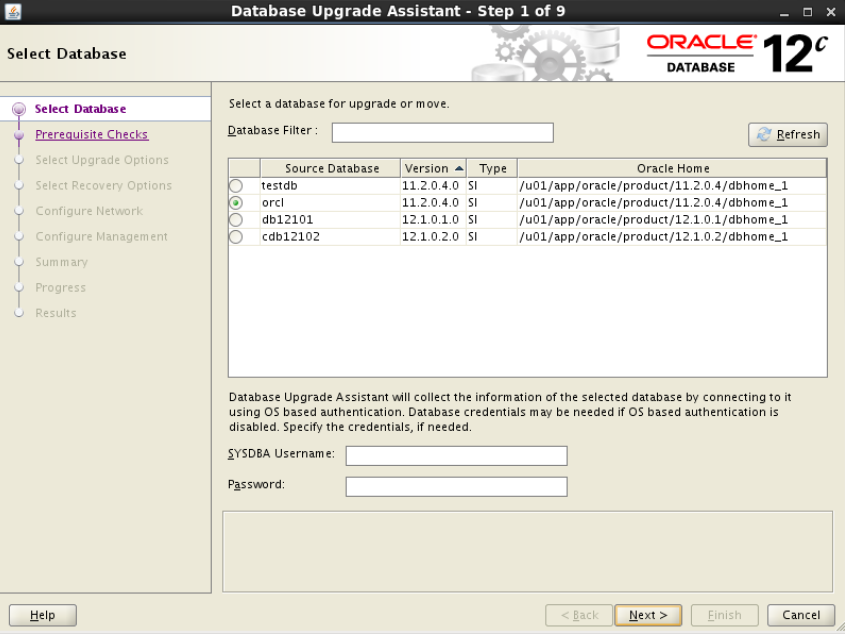 Database Upgrade Assistant - Step 1 of 9
Select Database
ORACLE®
DATABASE
12c
Select Database
Prerequisite Checks
Select Upgrade Options
Select Recovery Options
Configure Network
Configure Management
Summary
Progress
Results
Select a database for upgrade or move.
Database Filter :
Refresh
Source Database Version Type Oracle Home
testdb 11.2.0.4.0 SI /u01/app/oracle/product/11.2.0.4/dbhome_1
orcl 11.2.0.4.0 SI /u01/app/oracle/product/11.2.0.4/dbhome_1
db12101 12.1.0.1.0 SI /u01/app/oracle/product/12.1.0.1/dbhome_1
cdb12102 12.1.0.2.0 SI /u01/app/oracle/product/12.1.0.2/dbhome_1
Database Upgrade Assistant will collect the information of the selected database by connecting to it
using OS based authentication. Database credentials may be needed if OS based authentication is
disabled. Specify the credentials, if needed.
SYSDBA Username:
Password:
Help
< Back
Next >
Finish
Cancel